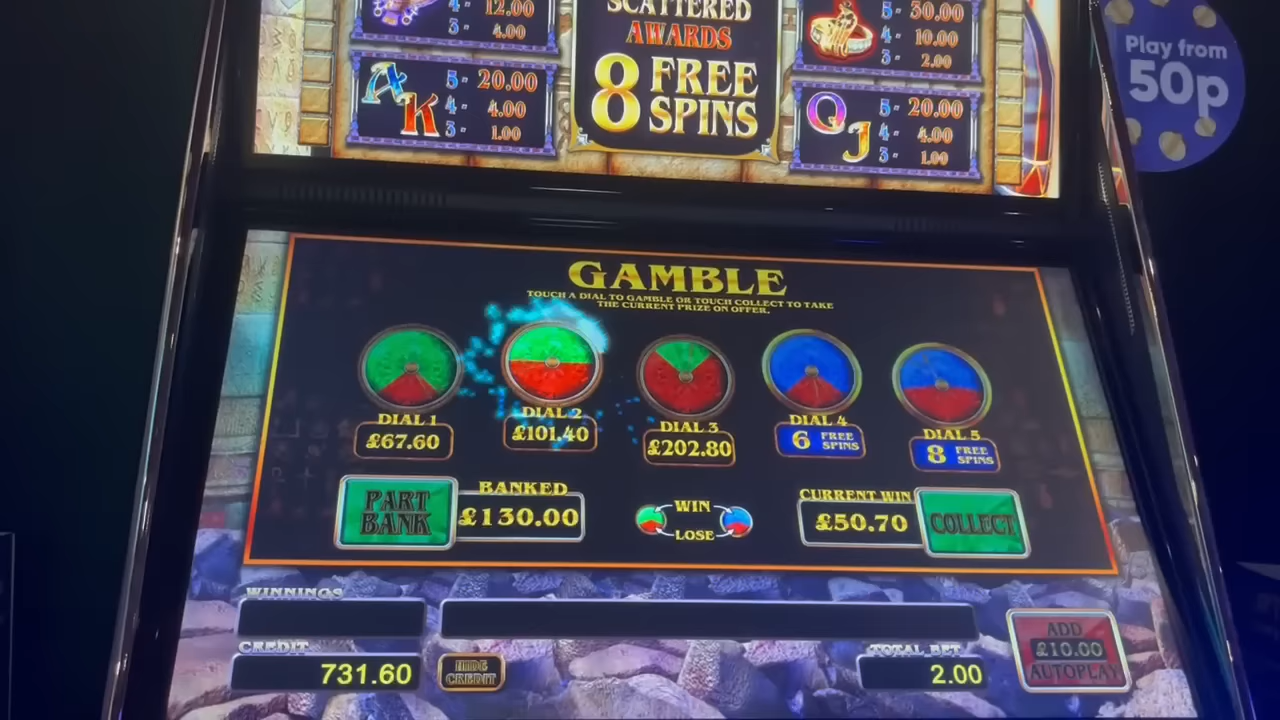 4- 12.00
3- 4.00
A K
5- 20.00
4- 4.00
3- 1.00
SCATTERED
AWARDS
8 FREE
SPINS
5- 30.00
4- 10.00
3- 2.00
Q J
5- 20.00
4- 4.00
3- 1.00
Play from
50p
GAMBLE
TOUCH A DIAL TO GAMBLE OR TOUCH COLLECT TO TAKE
THE CURRENT PRIZE ON OFFER.
DIAL 1
£67.60
DIAL 2
£101.40
DIAL 3
£202.80
DIAL 4
6 FREE
SPINS
DIAL 5
8 FREE
SPINS
PART
BANK
BANKED
£130.00
WIN
LOSE
CURRENT WIN
£50.70
COLLECT
WINNINGS
CREDIT
731.60
HIDE
CREDIT
TOTAL BET
2.00
ADD
£10.00
AUTOPLAY